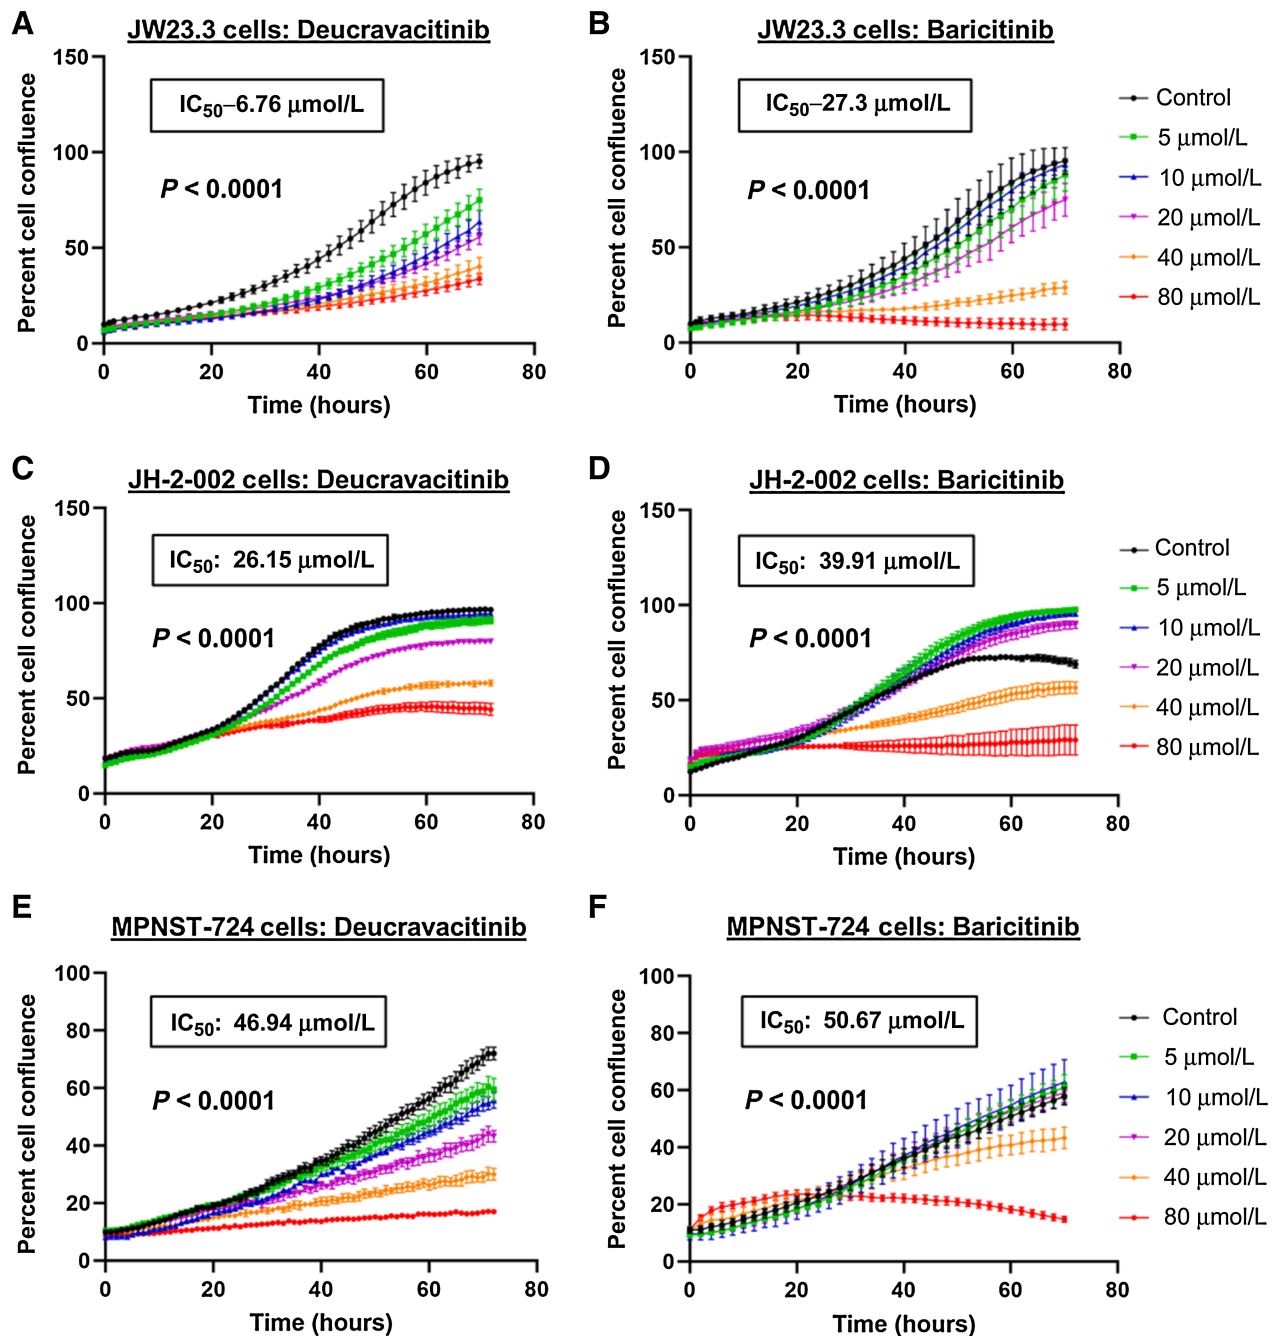 A
JW23.3 cells: Deucravacitinib
Percent cell confluence
150
100
50
0
IC50–6.76 μmol/L
P < 0.0001
0 20 40 60 80
Time (hours)
B
JW23.3 cells: Baricitinib
Percent cell confluence
150
100
50
0
IC50–27.3 μmol/L
P < 0.0001
0 20 40 60 80
Time (hours)
Control
5 μmol/L
10 μmol/L
20 μmol/L
40 μmol/L
80 μmol/L
C
JH-2-002 cells: Deucravacitinib
Percent cell confluence
150
100
50
0
IC50: 26.15 μmol/L
P < 0.0001
0 20 40 60 80
Time (hours)
D
JH-2-002 cells: Baricitinib
Percent cell confluence
150
100
50
0
IC50: 39.91 μmol/L
P < 0.0001
0 20 40 60 80
Time (hours)
Control
5 μmol/L
10 μmol/L
20 μmol/L
40 μmol/L
80 μmol/L
E
MPNST-724 cells: Deucravacitinib
Percent cell confluence
100
80
60
40
20
0
IC50: 46.94 μmol/L
P < 0.0001
0 20 40 60 80
Time (hours)
F
MPNST-724 cells: Baricitinib
Percent cell confluence
100
80
60
40
20
0
IC50: 50.67 μmol/L
P < 0.0001
0 20 40 60 80
Time (hours)
Control
5 μmol/L
10 μmol/L
20 μmol/L
40 μmol/L
80 μmol/L